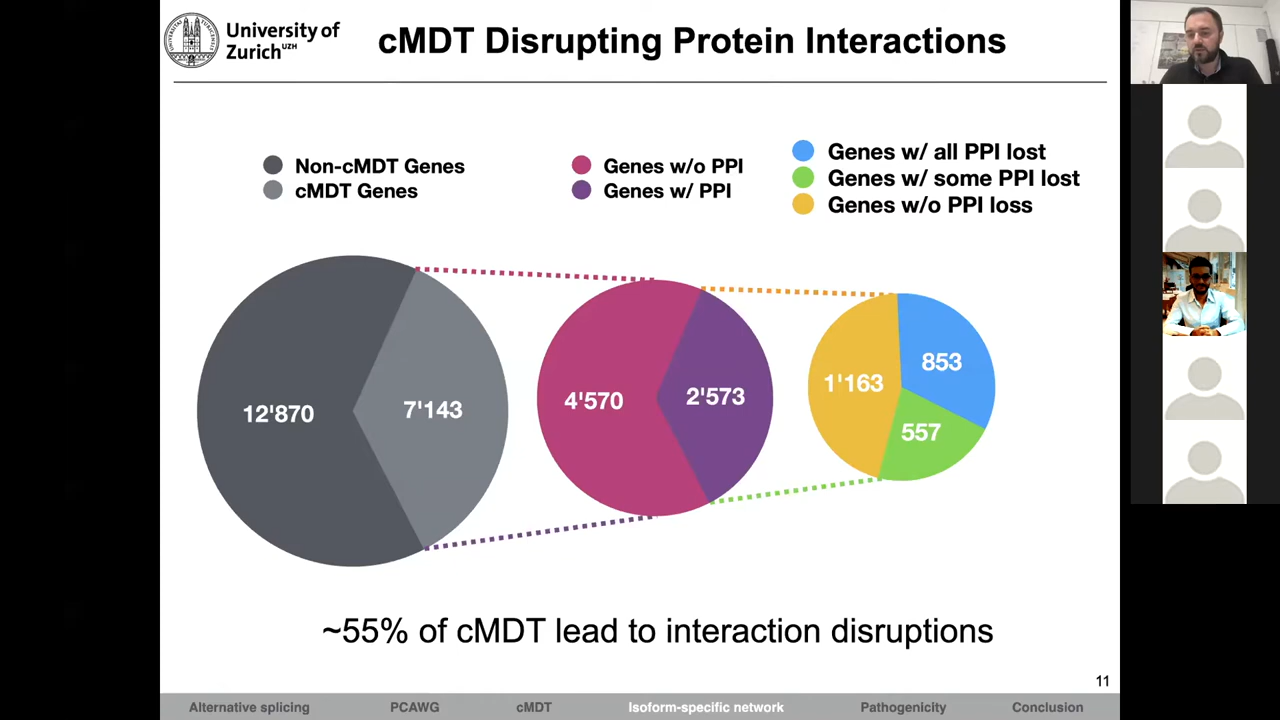 University of
Zurich UZH
cMDT Disrupting Protein Interactions
Non-cMDT Genes
cMDT Genes
Genes w/o PPI
Genes w/ PPI
Genes w/ all PPI lost
Genes w/ some PPI lost
Genes w/o PPI loss
12'870
7'143
4'570
2'573
1'163
853
557
~55% of cMDT lead to interaction disruptions
11
Alternative splicing
PCAWG
cMDT
Isoform-specific network
Pathogenicity
Conclusion